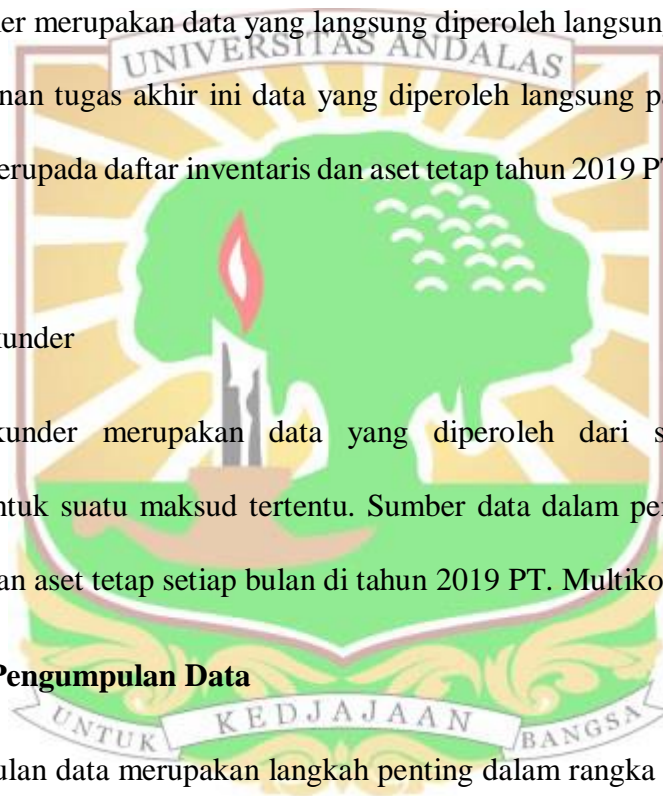 er merupakan data yang langsung diperoleh langsun
UNIVERSITAS ANDALAS
nan tugas akhir ini data yang diperoleh langsung pa
erupada daftar inventaris dan aset tetap tahun 2019 PT
kunder
kunder merupakan data yang diperoleh dari s
ntuk suatu maksud tertentu. Sumber data dalam per
an aset tetap setiap bulan di tahun 2019 PT. Multiko
Pengumpulan Data
UNTUK KEDJAJAAN BANGSA
ulan data merupakan langkah penting dalam rangka